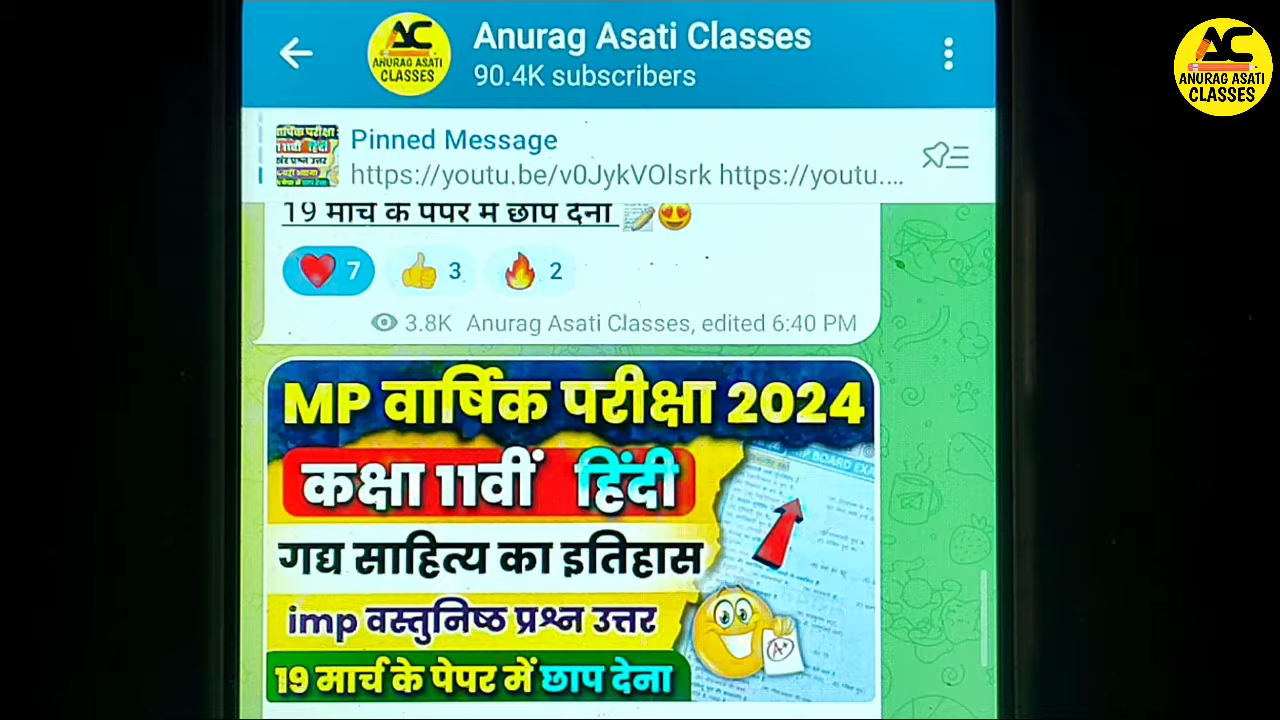 Anurag Asati Classes
90.4K subscribers
AC
ANURAG ASATI
CLASSES
AC
ANURAG ASATI
CLASSES
Pinned Message
https://youtu.be/v0JykVOlsrk https://youtu....
19 मार्च के पेपर में छाप देना 📝😍
❤️ 7 👍 3 🔥 2
3.8K Anurag Asati Classes, edited 6:40 PM
MP वार्षिक परीक्षा 2024
कक्षा 11वीं हिंदी
गद्य साहित्य का इतिहास
imp वस्तुनिष्ठ प्रश्न उत्तर
19 मार्च के पेपर में छाप देना
A+